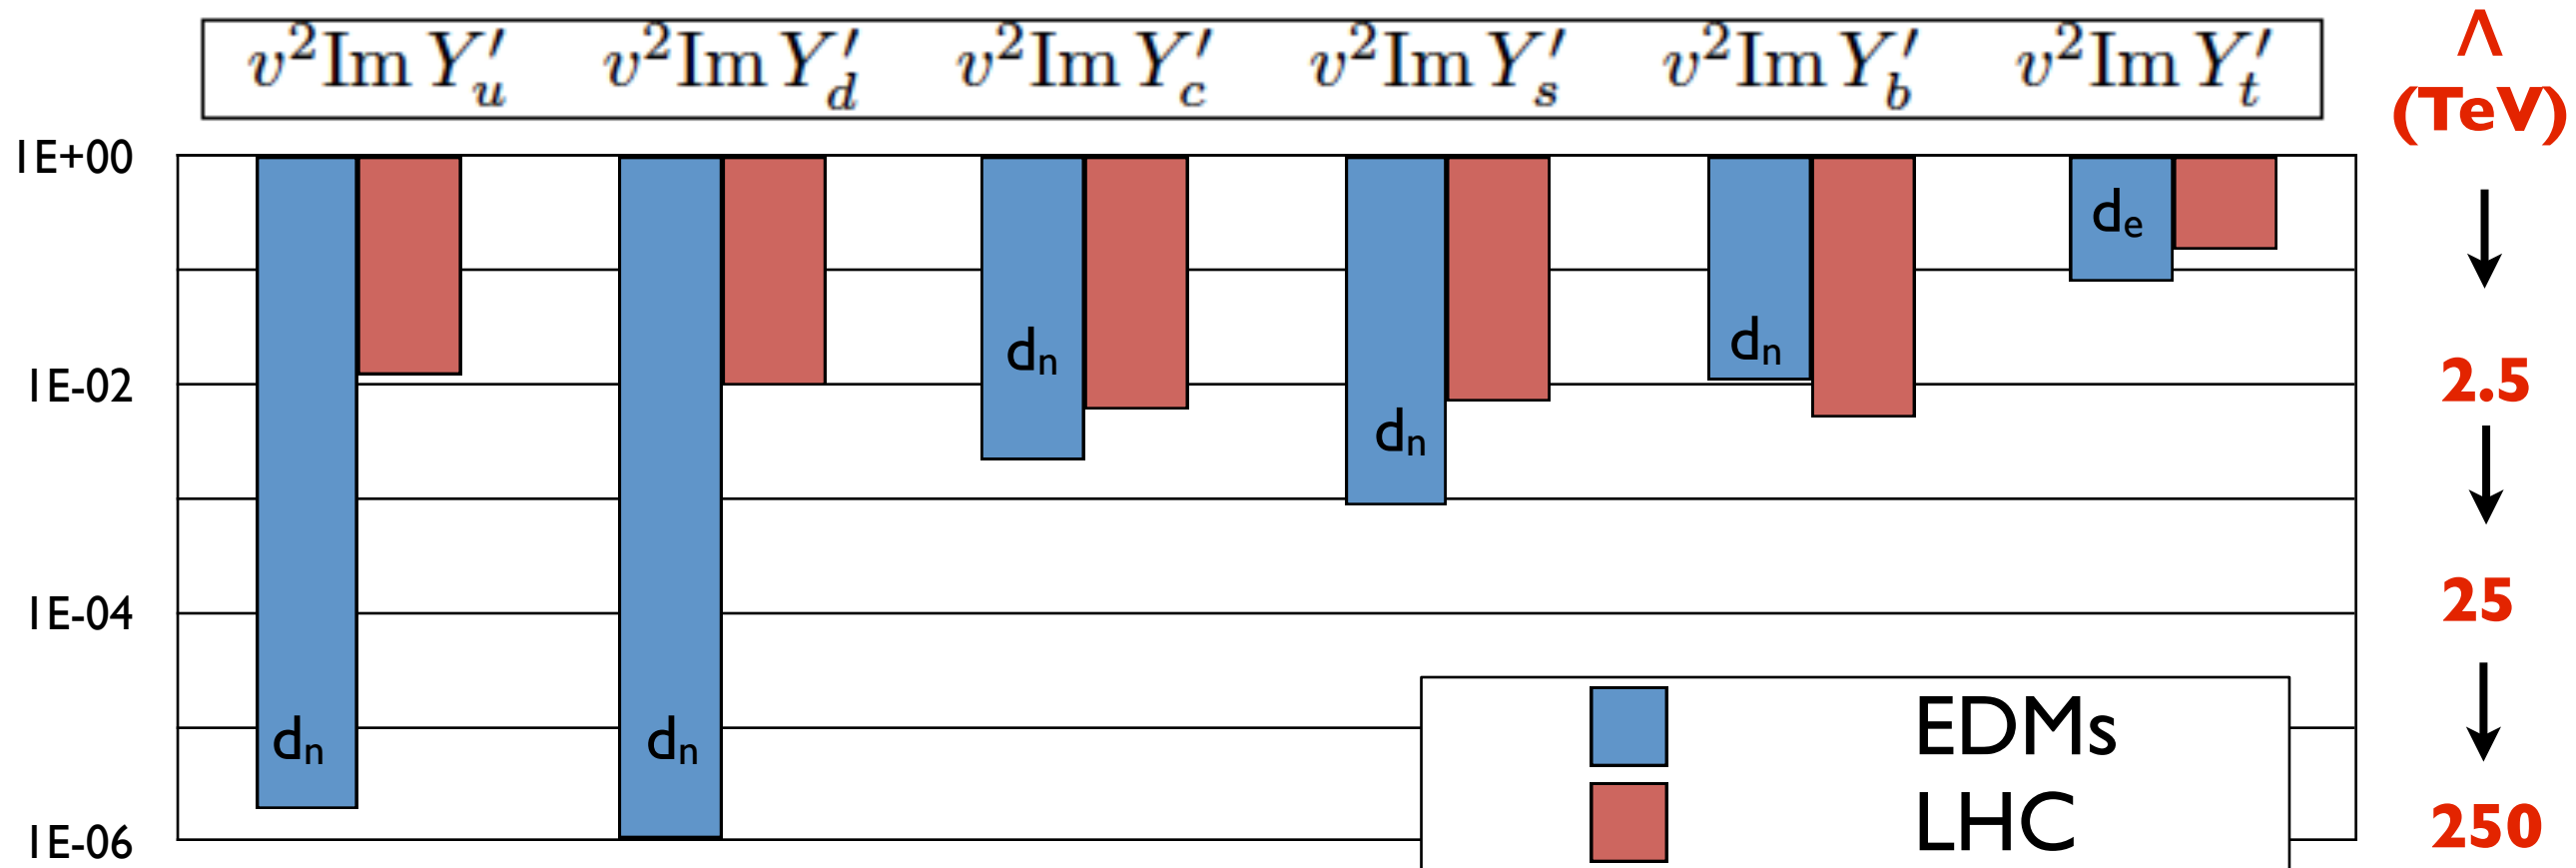 v²Im Y′u v²Im Y′d v²Im Y′c v²Im Y′s v²Im Y′b v²Im Y′t
Λ
(TeV)
1E+00
de
dn dn
1E-02
2.5
dn
25
1E-04
dn dn
EDMs
LHC
1E-06
250